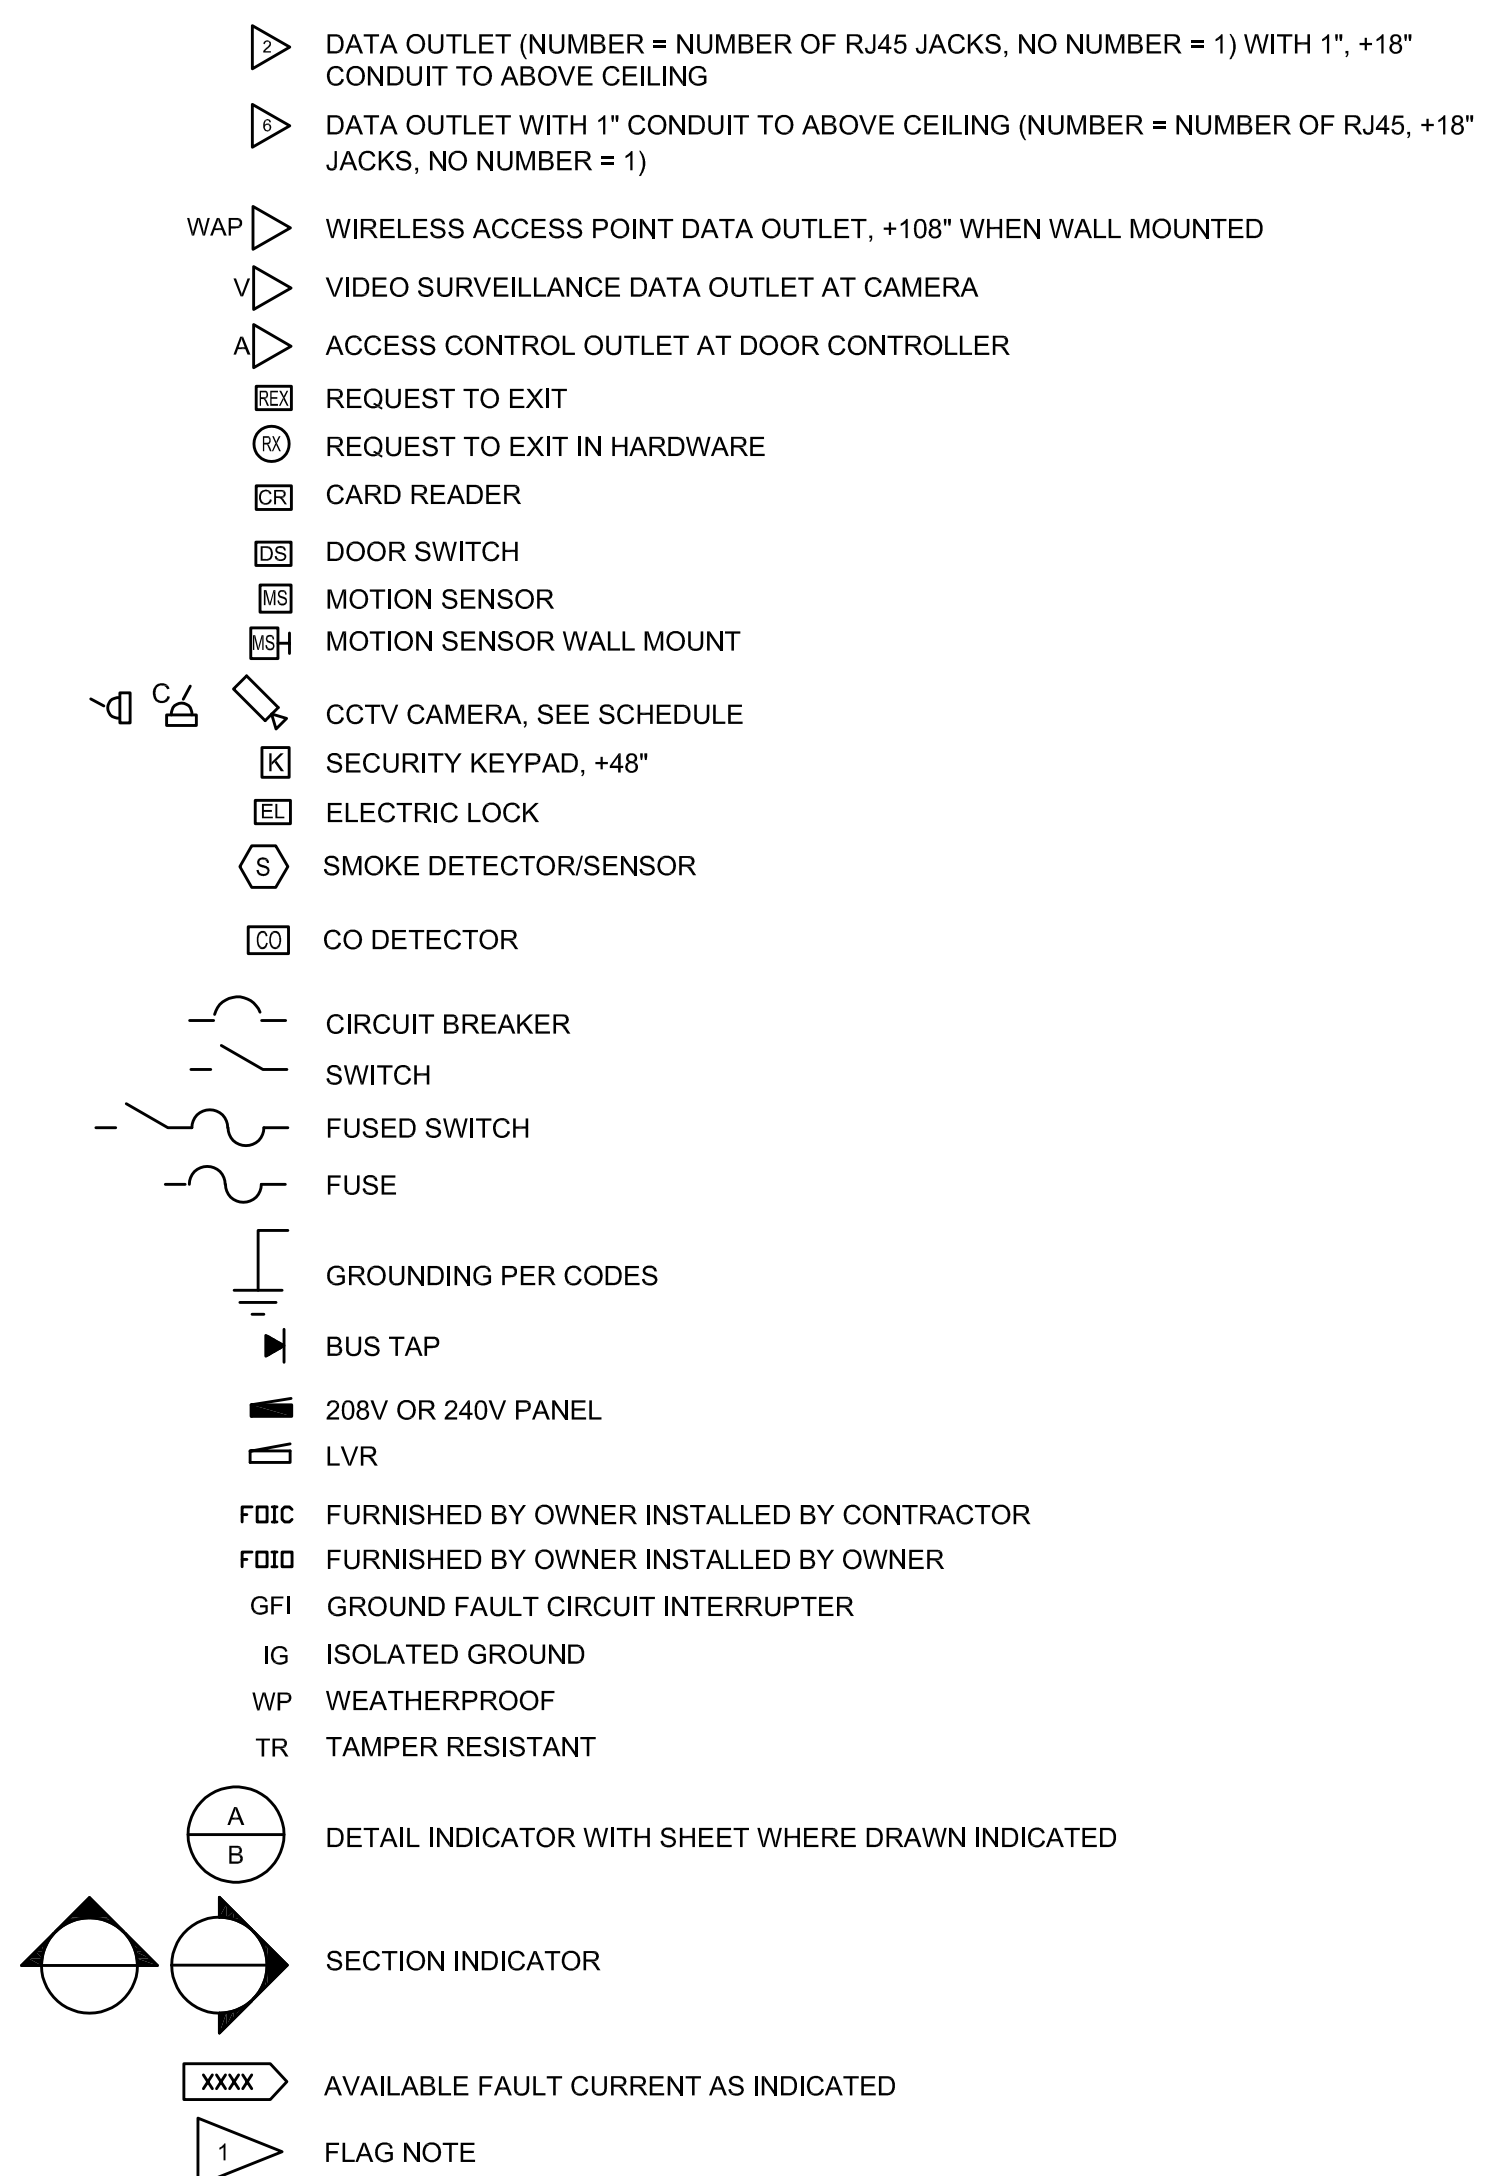 2 DATA OUTLET (NUMBER = NUMBER OF RJ45 JACKS, NO NUMBER = 1) WITH 1", +18"
CONDUIT TO ABOVE CEILING
6 DATA OUTLET WITH 1" CONDUIT TO ABOVE CEILING (NUMBER = NUMBER OF RJ45, +18"
JACKS, NO NUMBER = 1)
WAP WIRELESS ACCESS POINT DATA OUTLET, +108" WHEN WALL MOUNTED
V VIDEO SURVEILLANCE DATA OUTLET AT CAMERA
A ACCESS CONTROL OUTLET AT DOOR CONTROLLER
REX REQUEST TO EXIT
RX REQUEST TO EXIT IN HARDWARE
CR CARD READER
DS DOOR SWITCH
MS MOTION SENSOR
MS MOTION SENSOR WALL MOUNT
C CCTV CAMERA, SEE SCHEDULE
K SECURITY KEYPAD, +48"
EL ELECTRIC LOCK
S SMOKE DETECTOR/SENSOR
CO CO DETECTOR
CIRCUIT BREAKER
SWITCH
FUSED SWITCH
FUSE
GROUNDING PER CODES
BUS TAP
208V OR 240V PANEL
LVR
FOIC FURNISHED BY OWNER INSTALLED BY CONTRACTOR
FOIO FURNISHED BY OWNER INSTALLED BY OWNER
GFI GROUND FAULT CIRCUIT INTERRUPTER
IG ISOLATED GROUND
WP WEATHERPROOF
TR TAMPER RESISTANT
A
B
DETAIL INDICATOR WITH SHEET WHERE DRAWN INDICATED
SECTION INDICATOR
XXXX AVAILABLE FAULT CURRENT AS INDICATED
1 FLAG NOTE